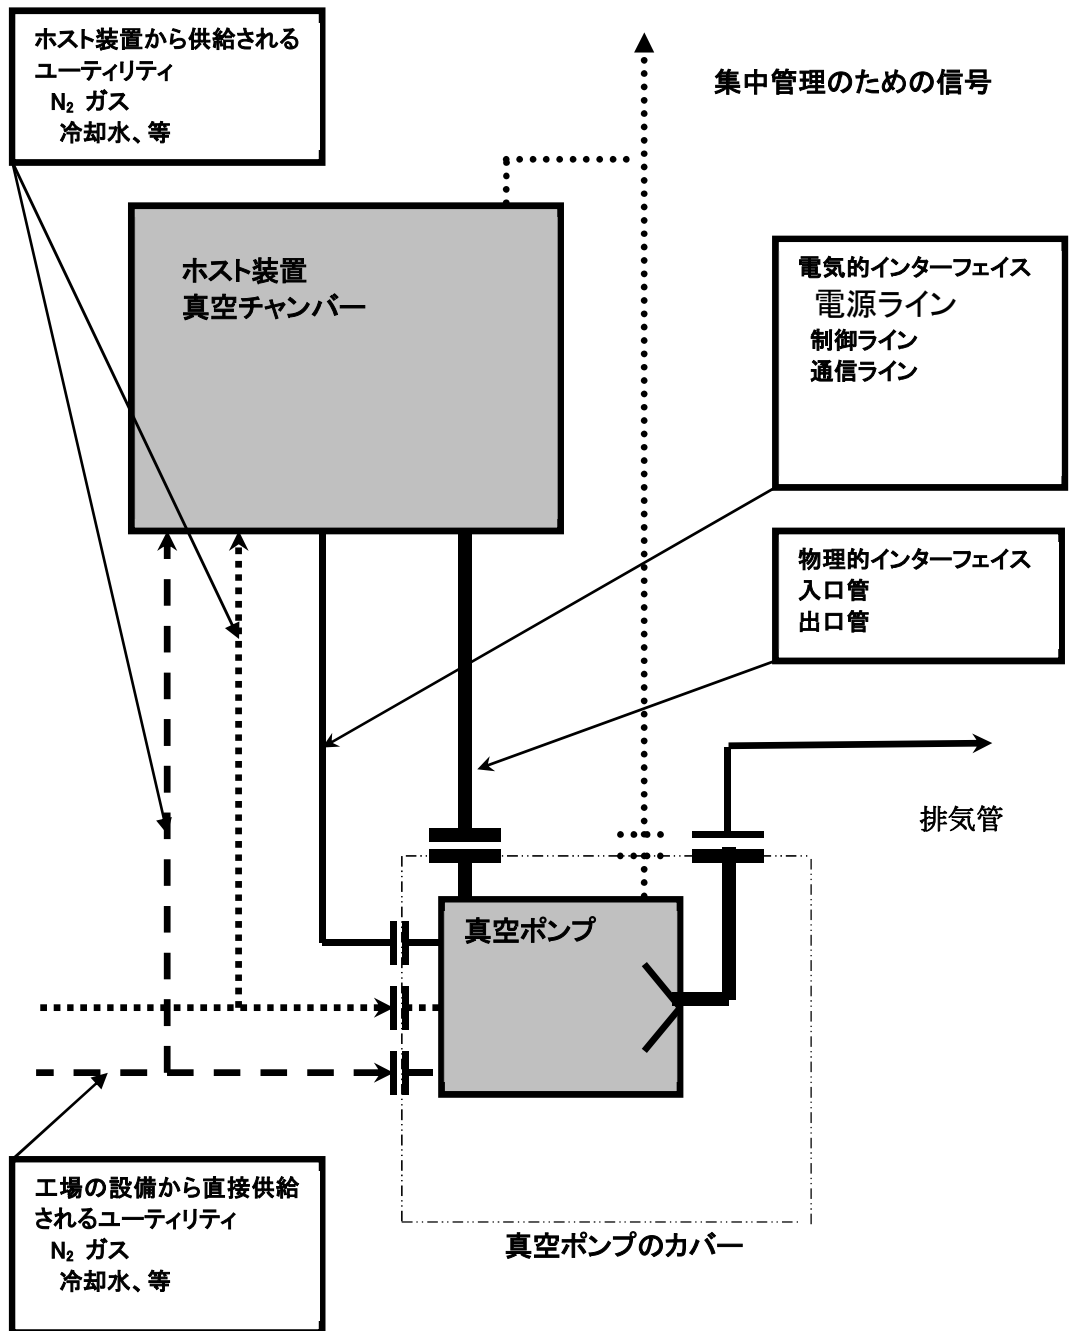 ホスト装置から供給される
ユーティリティ
N₂ ガス
冷却水、等
集中管理のための信号
ホスト装置
真空チャンバー
電気的インターフェイス
電源ライン
制御ライン
通信ライン
物理的インターフェイス
入口管
出口管
排気管
真空ポンプ
工場の設備から直接供給
されるユーティリティ
N₂ ガス
冷却水、等
真空ポンプのカバー